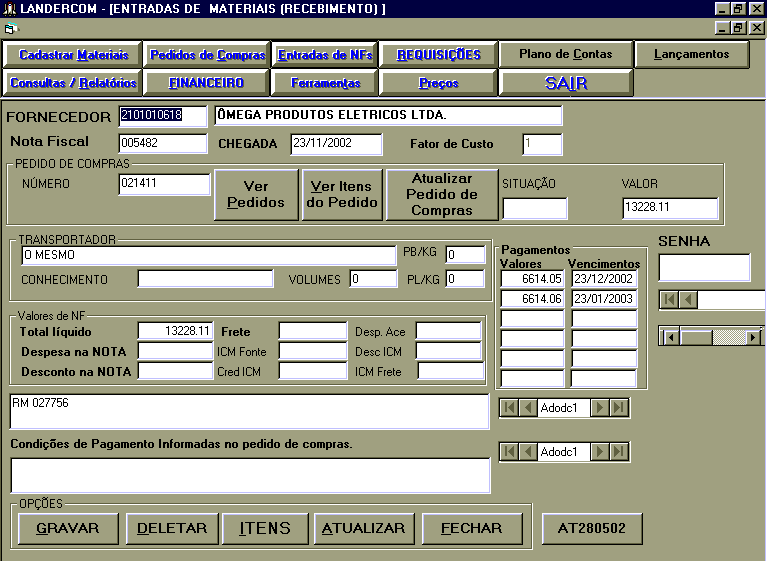 LANDERCOM - [ENTRADAS DE MATERIAIS (RECEBIMENTO) ]
Cadastrar Materiais Pedidos de Compras Entradas de NFs REQUISIÇÕES Plano de Contas Lançamentos
Consultas / Relatórios FINANCEIRO Ferramentas Preços SAIR
FORNECEDOR 2101010618 ÔMEGA PRODUTOS ELETRICOS LTDA.
Nota Fiscal 005482 CHEGADA 23/11/2002 Fator de Custo 1
PEDIDO DE COMPRAS
NÚMERO 021411 Ver Pedidos Ver Itens do Pedido Atualizar Pedido de Compras SITUAÇÃO VALOR
13228.11
TRANSPORTADOR
O MESMO PB/KG 0
CONHECIMENTO VOLUMES 0 PL/KG 0
Pagamentos
Valores Vencimentos
6614.05 23/12/2002
6614.06 23/01/2003
SENHA
Valores de NF
Total líquido 13228.11 Frete Desp. Ace
Despesa na NOTA ICM Fonte Desc ICM
Desconto na NOTA Cred ICM ICM Frete
RM 027756
Adodc1
Condições de Pagamento Informadas no pedido de compras.
Adodc1
OPÇÕES
GRAVAR DELETAR ITENS ATUALIZAR FECHAR AT280502